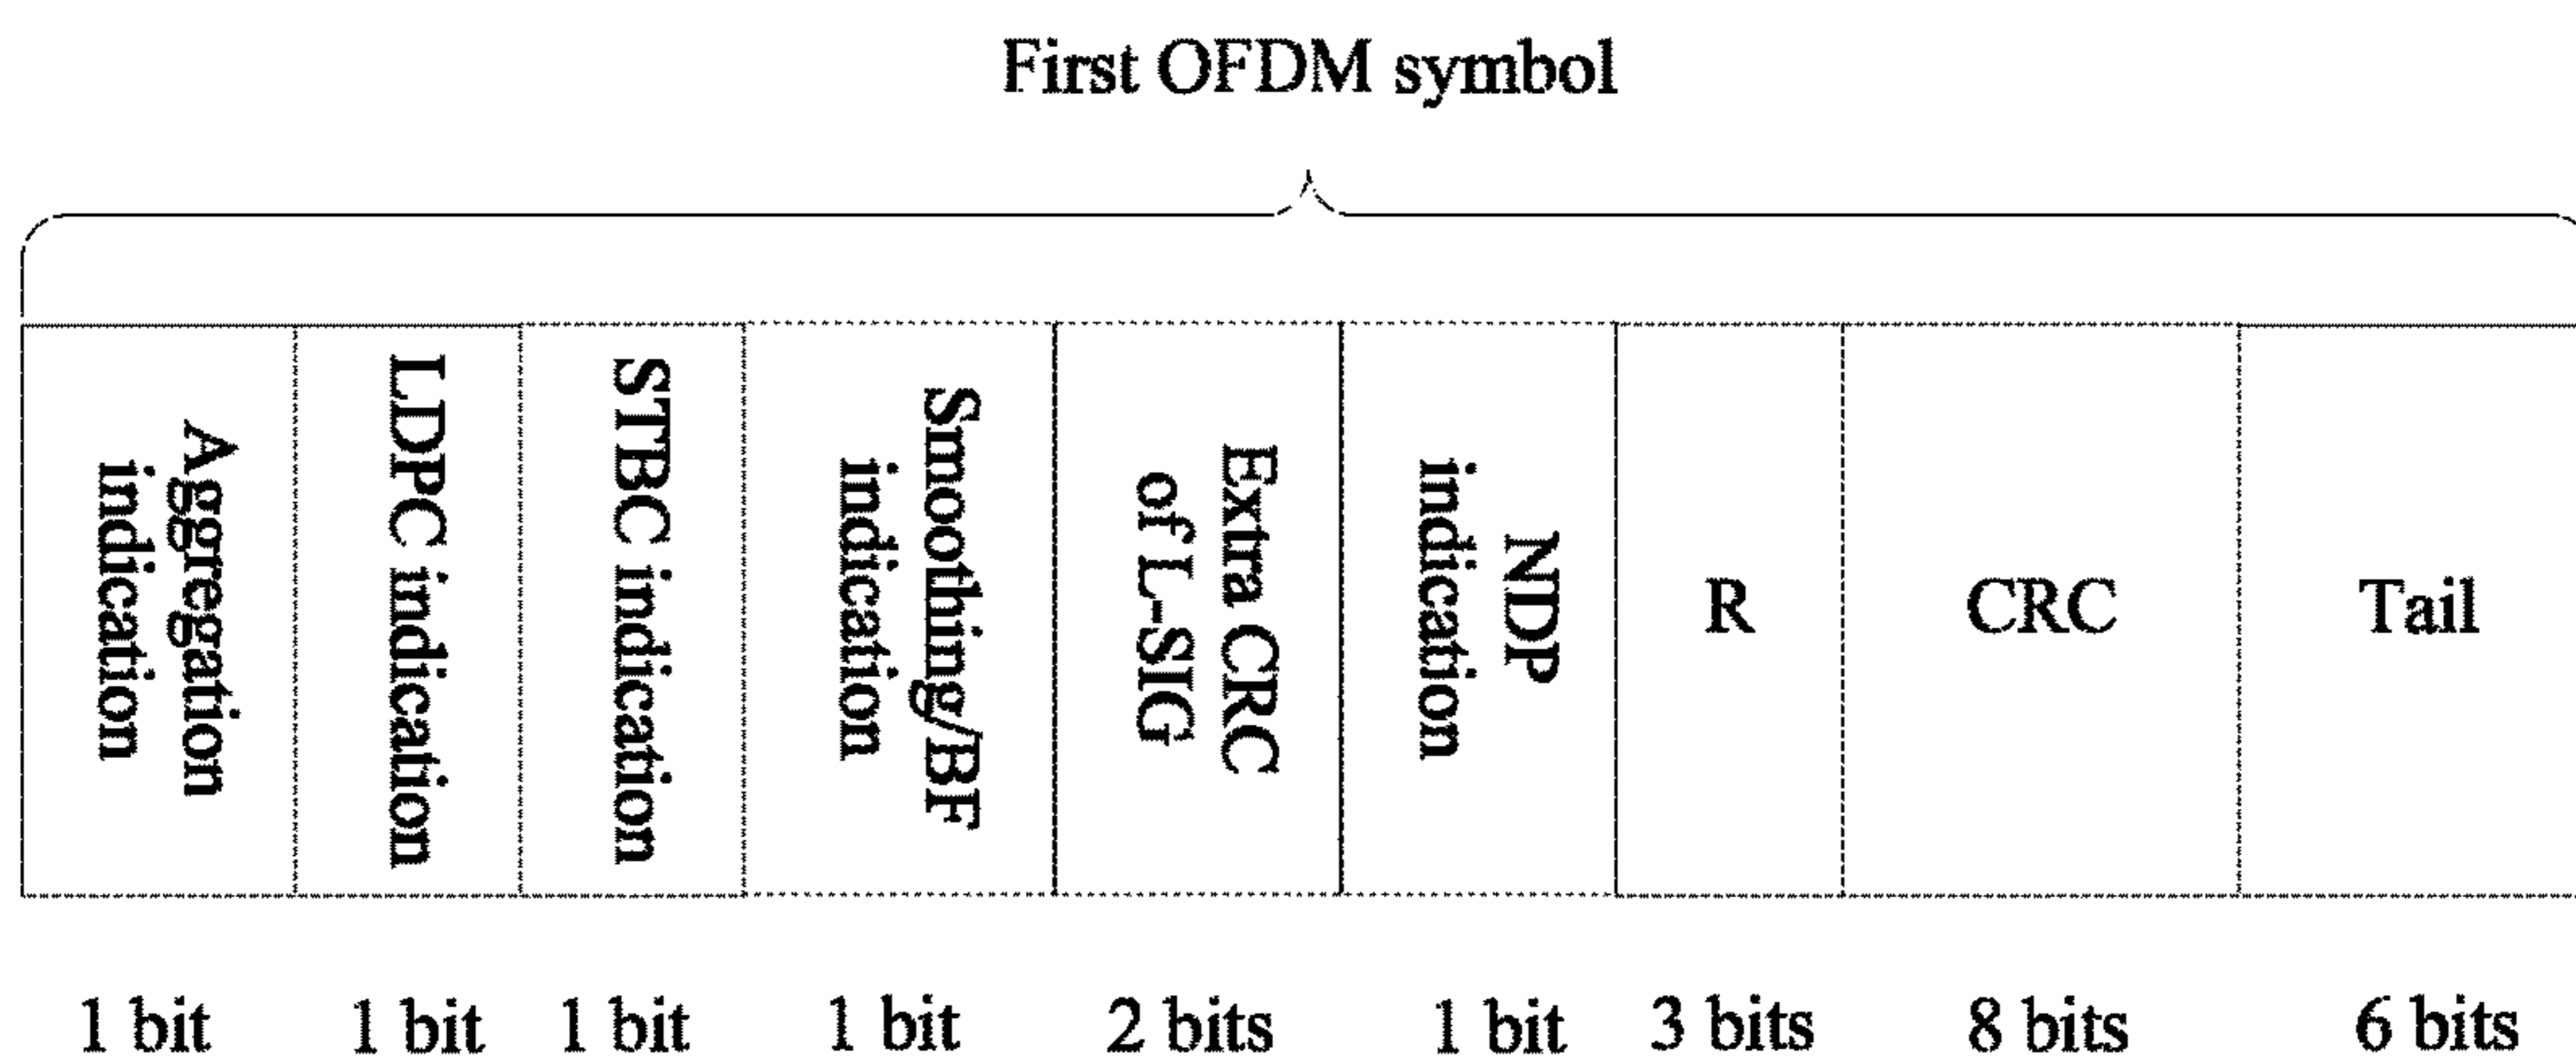 First OFDM symbol
Aggregation
indication
LDPC indication
STBC indication
Smoothing/BF
indication
Extra CRC
of L-SIG
NDP
indication
R
CRC
Tail
1 bit
1 bit
1 bit
1 bit
2 bits
1 bit
3 bits
8 bits
6 bits